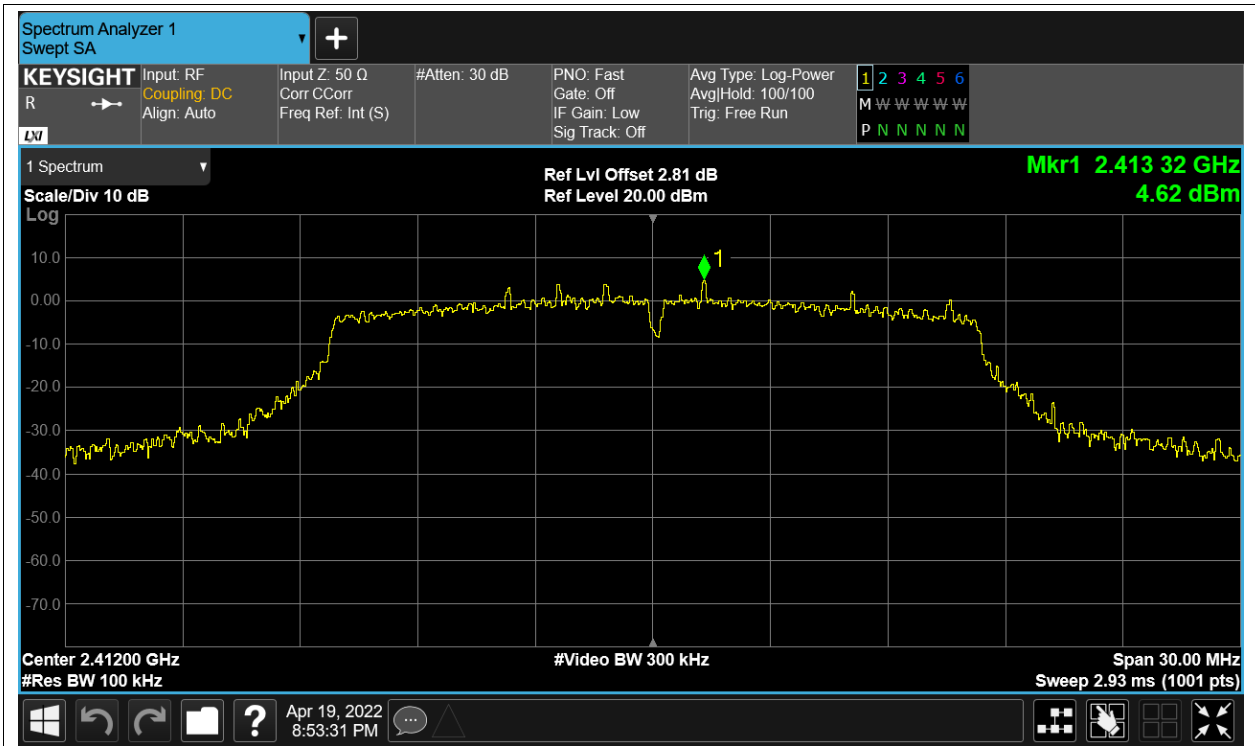 Spectrum Analyzer 1
Swept SA
KEYSIGHT
R
LXI
Input: RF
Coupling: DC
Align: Auto
Input Z: 50 Ω
Corr CCorr
Freq Ref: Int (S)
#Atten: 30 dB
PNO: Fast
Gate: Off
IF Gain: Low
Sig Track: Off
Avg Type: Log-Power
Avg|Hold: 100/100
Trig: Free Run
1 2 3 4 5 6
M W W W W W W
P N N N N N N
1 Spectrum
Scale/Div 10 dB
Log
Ref Lvl Offset 2.81 dB
Ref Level 20.00 dBm
Mkr1 2.413 32 GHz
4.62 dBm
1
10.0
0.00
-10.0
-20.0
-30.0
-40.0
-50.0
-60.0
-70.0
Center 2.41200 GHz
#Res BW 100 kHz
#Video BW 300 kHz
Span 30.00 MHz
Sweep 2.93 ms (1001 pts)
?
Apr 19, 2022
8:53:31 PM